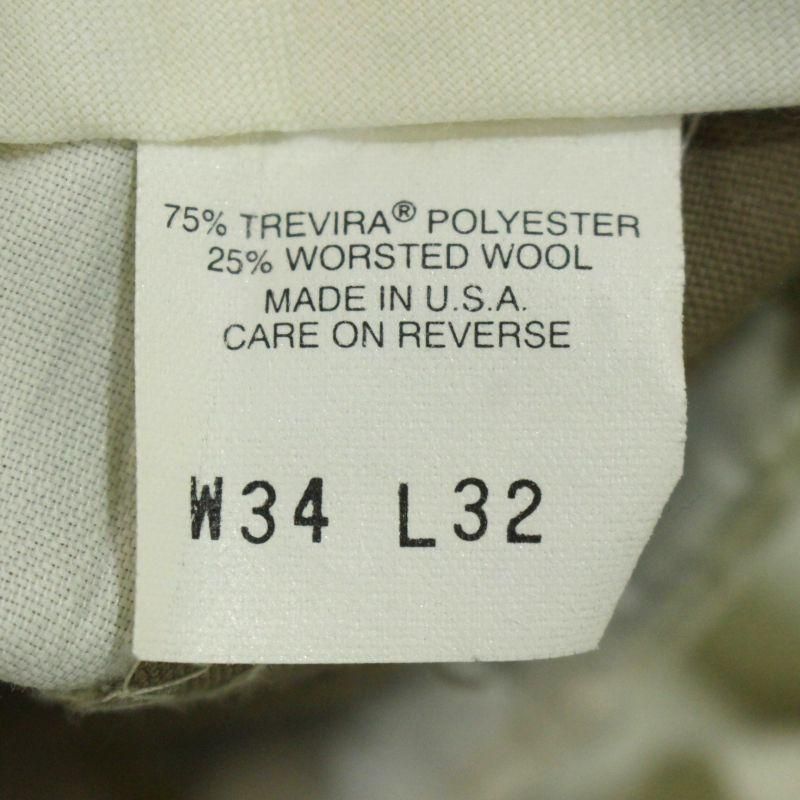 75% TREVIRA® POLYESTER
25% WORSTED WOOL
MADE IN U.S.A.
CARE ON REVERSE
W34 L32